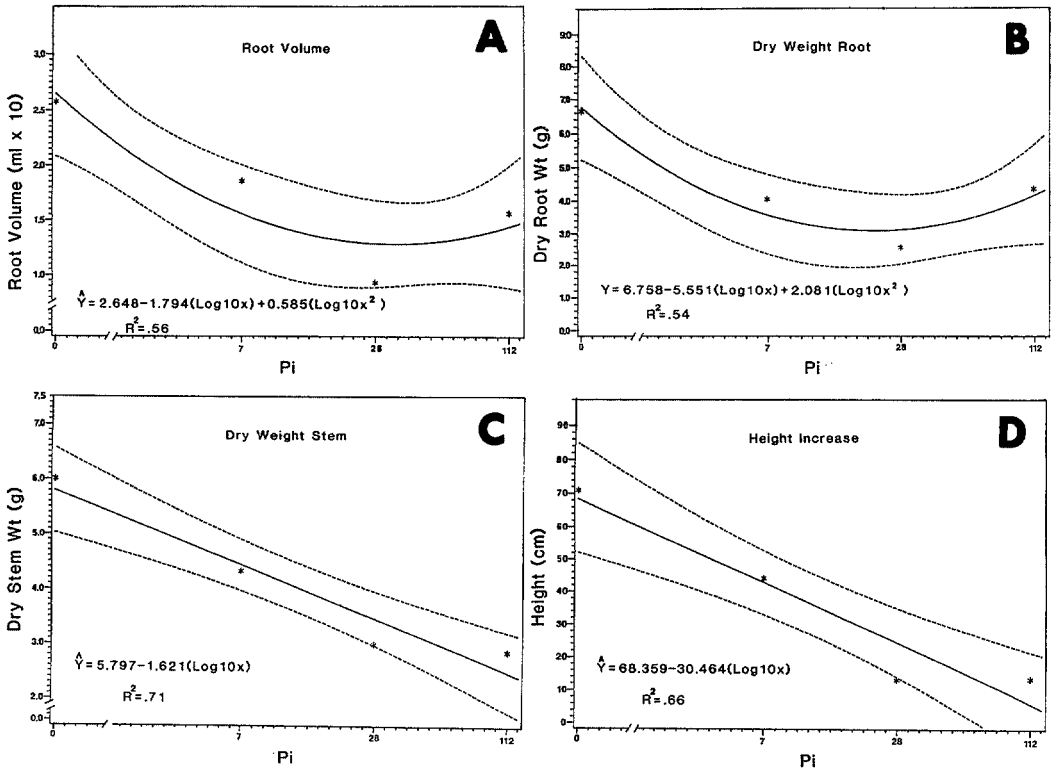 A
Root Volume
Root Volume (ml x 10)
3.0
2.5
2.0
1.5
1.0
0.0
Ŷ=2.648-1.794(Log10x)+0.585(Log10x²)
R²=.56
0 7 28 112
Pi
B
Dry Weight Root
Dry Root Wt (g)
9.0
8.0
7.0
6.0
5.0
4.0
3.0
2.0
1.0
0.0
Y=6.758-5.551(Log10x)+2.081(Log10x²)
R²=.54
0 7 28 112
Pi
C
Dry Weight Stem
Dry Stem Wt (g)
7.5
7.0
6.0
5.0
4.0
3.0
2.0
0.0
Ŷ=5.797-1.621(Log10x)
R²=.71
0 7 28 112
Pi
D
Height Increase
Height (cm)
90
80
70
60
50
40
30
20
10
0
Ŷ=68.359-30.464(Log10x)
R²=.66
0 7 28 112
Pi